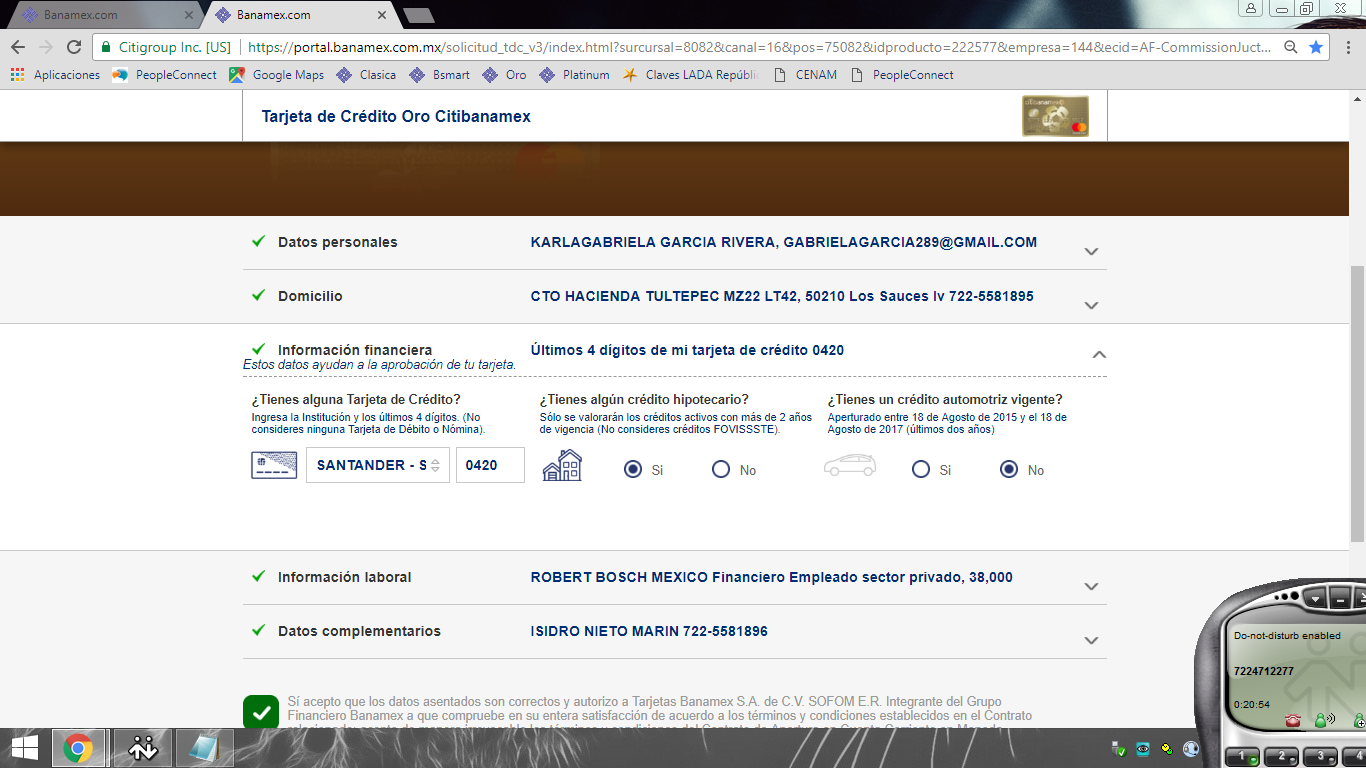 Banamex.com
Banamex.com
Citigroup Inc. [US] https://portal.banamex.com.mx/solicitud_tdc_v3/index.html?sursursal=8082&canal=16&pos=75082&idproducto=222577&empresa=144&ecid=AF-CommissionJuct...
Aplicaciones PeopleConnect Google Maps Clasica Bsmart Oro Platinum Claves LADA Repúblic CENAM PeopleConnect
Tarjeta de Crédito Oro Citibanamex
Datos personales KARLAGABRIELA GARCIA RIVERA, GABRIELAGARCIA289@GMAIL.COM
Domicilio CTO HACIENDA TULTEPEC MZ22 LT42, 50210 Los Sauces Iv 722-5581895
Información financiera Últimos 4 dígitos de mi tarjeta de crédito 0420
Estos datos ayudan a la aprobación de tu tarjeta.
¿Tienes alguna Tarjeta de Crédito? ¿Tienes algún crédito hipotecario? ¿Tienes un crédito automotriz vigente?
Ingresa la Institución y los últimos 4 dígitos. (No Sólo se valorarán los créditos activos con más de 2 años Aperturado entre 18 de Agosto de 2015 y el 18 de
consideres ninguna Tarjeta de Débito o Nómina). de vigencia (No consideres créditos FOVISSSTE). Agosto de 2017 (últimos dos años)
SANTANDER - S 0420 Si No Si No
Información laboral ROBERT BOSCH MEXICO Financiero Empleado sector privado, 38,000
Datos complementarios ISIDRO NIETO MARIN 722-5581896
Do-not-disturb enabled
7224712277
0:20:54
1 2 3 4
Sí acepto que los datos asentados son correctos y autorizo a Tarjetas Banamex S.A. de C.V. SOFOM E.R. Integrante del Grupo
Financiero Banamex a que compruebe en su entera satisfacción de acuerdo a los términos y condiciones establecidos en el Contrato